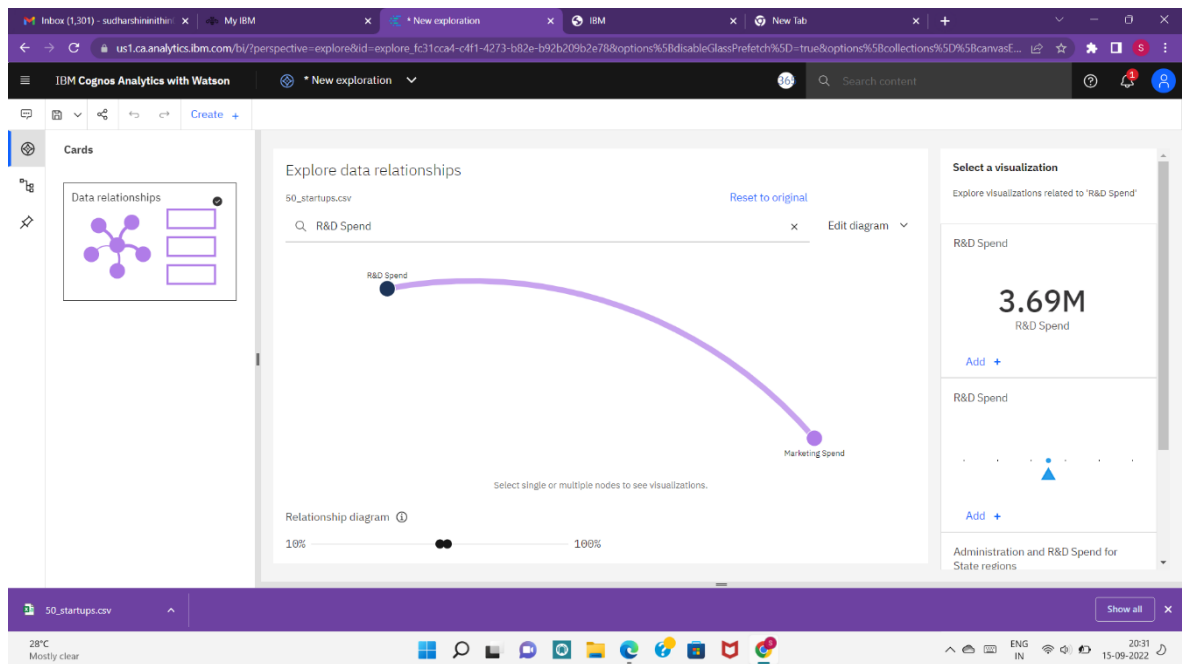 Inbox (1,301) - sudharshininithin
My IBM
* New exploration
IBM
New Tab
us1.ca.analytics.ibm.com/bi/?perspective=explore&id=explore_fc31cca4-c4f1-4273-b82e-b92b209b2e78&options%5BdisableGlassPrefetch%5D=true&options%5Bcollections%5D%5BcanvasE...
S
IBM Cognos Analytics with Watson
* New exploration
Search content
1
Create +
Cards
Data relationships
Explore data relationships
50_startups.csv
Reset to original
R&D Spend
Edit diagram
R&D Spend
Marketing Spend
Select single or multiple nodes to see visualizations.
Relationship diagram
10%
100%
Select a visualization
Explore visualizations related to 'R&D Spend'
R&D Spend
3.69M
R&D Spend
Add +
R&D Spend
Add +
Administration and R&D Spend for
State regions
50_startups.csv
Show all
28°C
Mostly clear
ENG
IN
20:31
15-09-2022